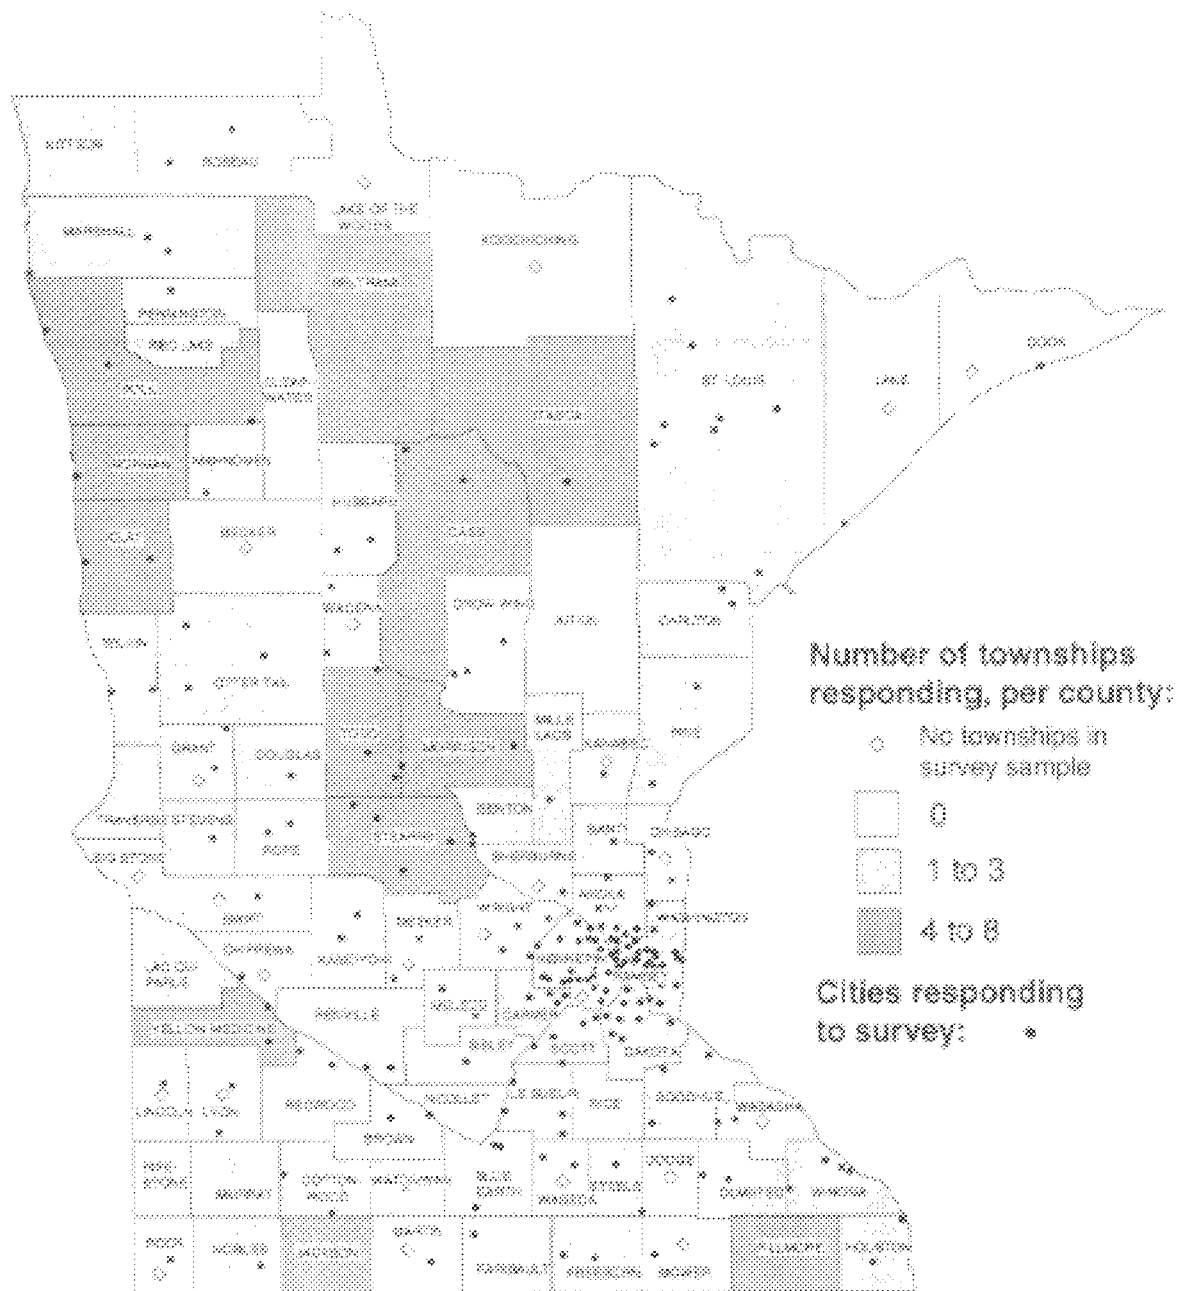 KITTSON
ROSEAU
LAKE OF THE
WOODS
MARSHALL
KOOCHICHING
BELTRAMI
PENNINGTON
RED LAKE
POLK
CLEAR-
WATER
ST. LOUIS
LAKE
COOK
ITASCA
NORMAN
MAHNOMEN
HUBBARD
CLAY
BECKER
CASS
WADENA
CROW WING
AITKIN
CARLTON
WILKIN
OTTER TAIL
Number of townships
responding, per county:
No townships in
survey sample
0
1 to 3
4 to 8
Cities responding
to survey:
TODD
MORRISON
MILLE
LACS
KANABEC
PINE
GRANT
DOUGLAS
TRAVERSE
STEVENS
POPE
STEARNS
BENTON
SHERBURNE
ISANTI
CHISAGO
BIG STONE
SWIFT
CHIPPEWA
KANDIYOHI
MEEKER
WRIGHT
ANOKA
WASHINGTON
HENNEPIN
RAMSEY
LAC QUI
PARLE
YELLOW MEDICINE
RENVILLE
MCLEOD
CARVER
SIBLEY
SCOTT
DAKOTA
LINCOLN
LYON
REDWOOD
NICOLLET
LE SUEUR
RICE
GOODHUE
WABASHA
BROWN
PIPE-
STONE
MURRAY
COTTON-
WOOD
WATONWAN
BLUE
EARTH
WASECA
STEELE
DODGE
OLMSTED
WINONA
ROCK
NOBLES
JACKSON
MARTIN
FARIBAULT
FREEBORN
MOWER
FILLMORE
HOUSTON